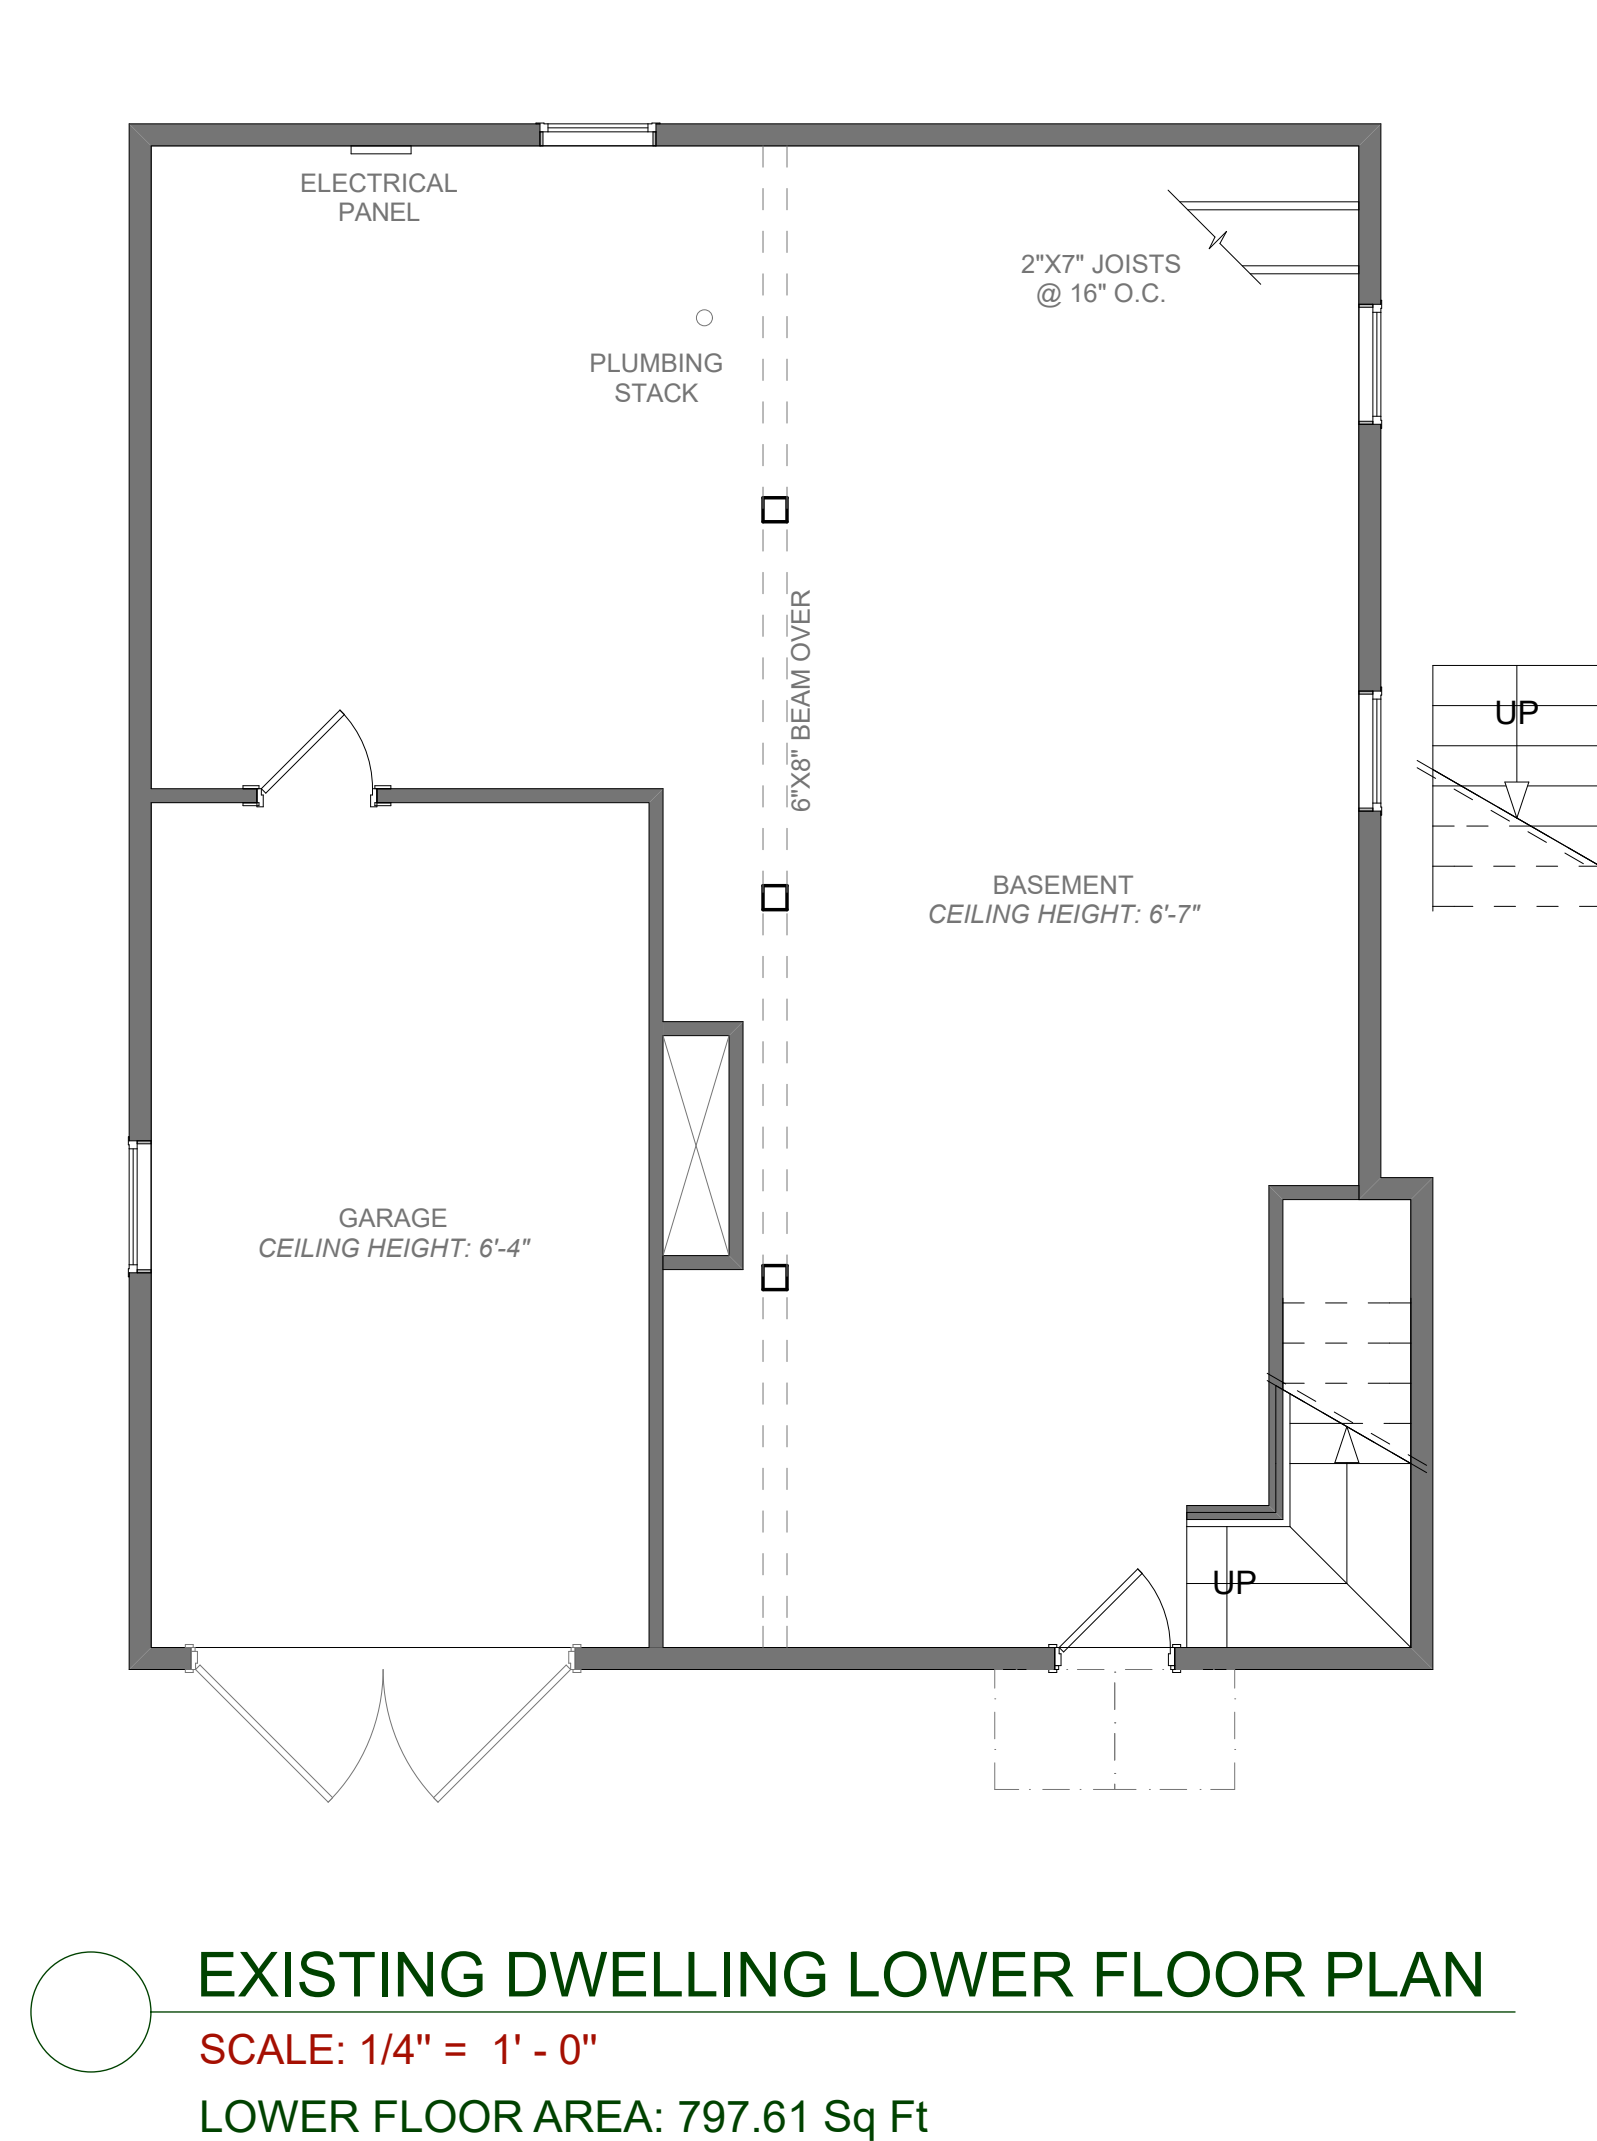 ELECTRICAL
PANEL
2"X7" JOISTS
@ 16" O.C.
PLUMBING
STACK
6"X8" BEAM OVER
UP
BASEMENT
CEILING HEIGHT: 6'-7"
GARAGE
CEILING HEIGHT: 6'-4"
UP
EXISTING DWELLING LOWER FLOOR PLAN
SCALE: 1/4" = 1' - 0"
LOWER FLOOR AREA: 797.61 Sq Ft